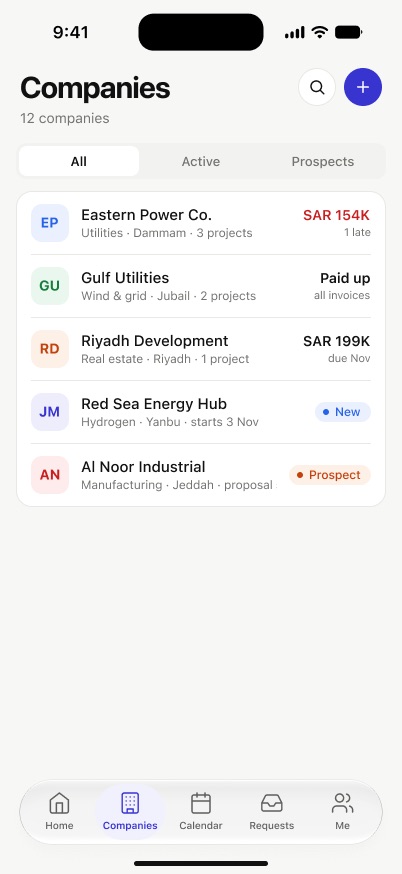 9:41
Companies
12 companies
All
Active
Prospects
EP
Eastern Power Co.
SAR 154K
Utilities · Dammam · 3 projects
1 late
GU
Gulf Utilities
Paid up
Wind & grid · Jubail · 2 projects
all invoices
RD
Riyadh Development
SAR 199K
Real estate · Riyadh · 1 project
due Nov
JM
Red Sea Energy Hub
New
Hydrogen · Yanbu · starts 3 Nov
AN
Al Noor Industrial
Prospect
Manufacturing · Jeddah · proposal
Home
Companies
Calendar
Requests
Me